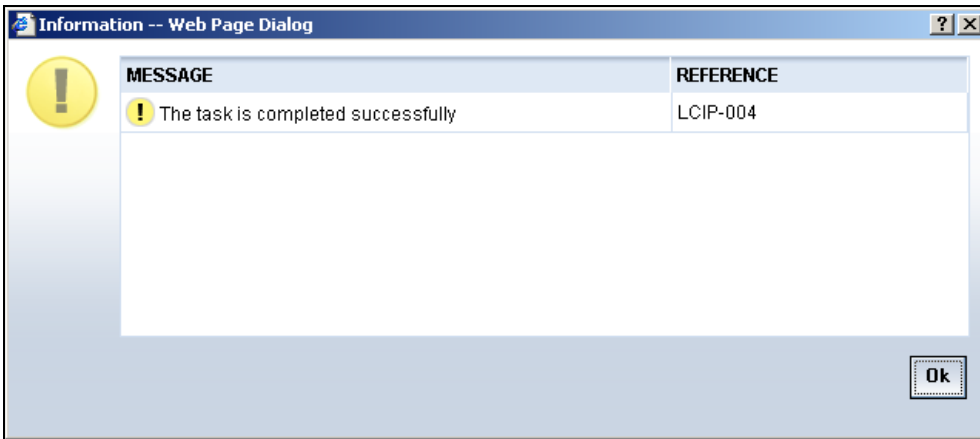 Information -- Web Page Dialog
MESSAGE REFERENCE
The task is completed successfully LCIP-004
Ok